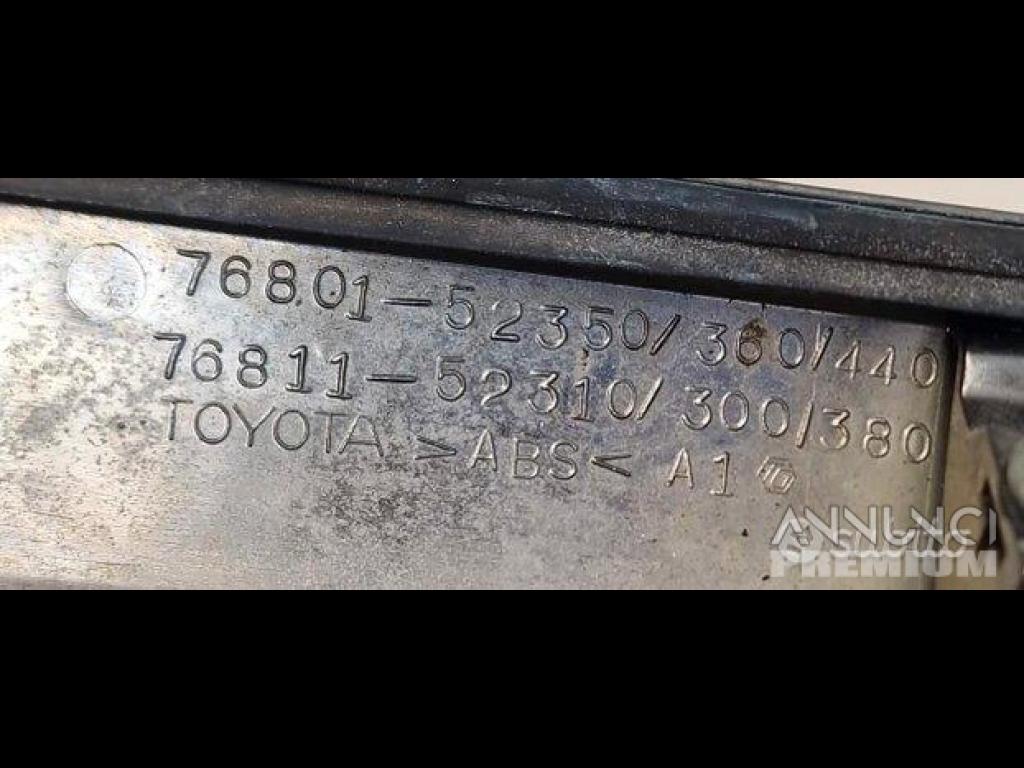 76801-52350/360/440
76811-52310/300/380
TOYOTA >ABS< A1
ANNUNCI
PREMIUM